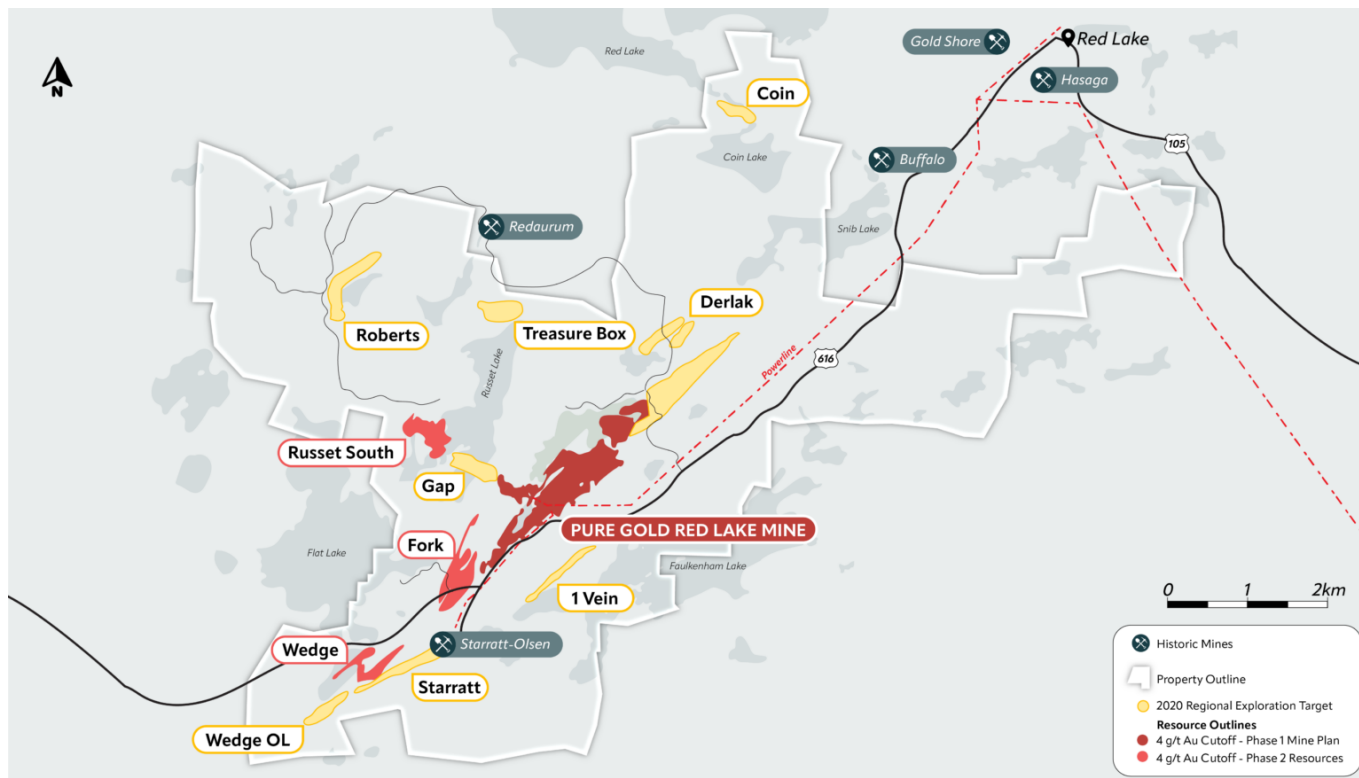 Red Lake
Gold Shore
Red Lake
Hasaga
Coin
N
105
Buffalo
Coin Lake
Redaurum
Snib Lake
Derlak
Roberts
Treasure Box
616
Powerline
Russet Lake
Russet South
Gap
PURE GOLD RED LAKE MINE
Fork
Flat Lake
Faulkenham Lake
1 Vein
0 1 2km
Starratt-Olsen
Wedge
Starratt
Wedge OL
Historic Mines
Property Outline
2020 Regional Exploration Target
Resource Outlines
4 g/t Au Cutoff - Phase 1 Mine Plan
4 g/t Au Cutoff - Phase 2 Resources